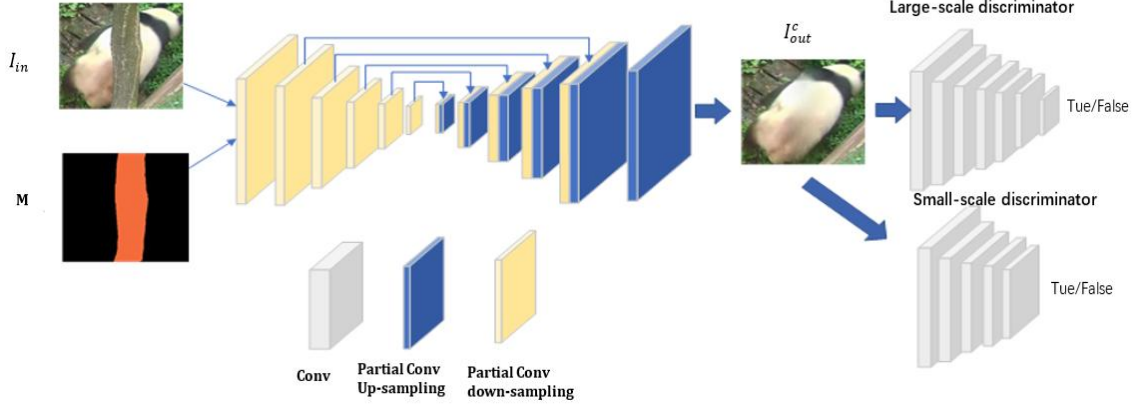 Large-scale discriminator
I_in
I^c_out
Tue/False
M
Small-scale discriminator
Tue/False
Conv
Partial Conv
Up-sampling
Partial Conv
down-sampling